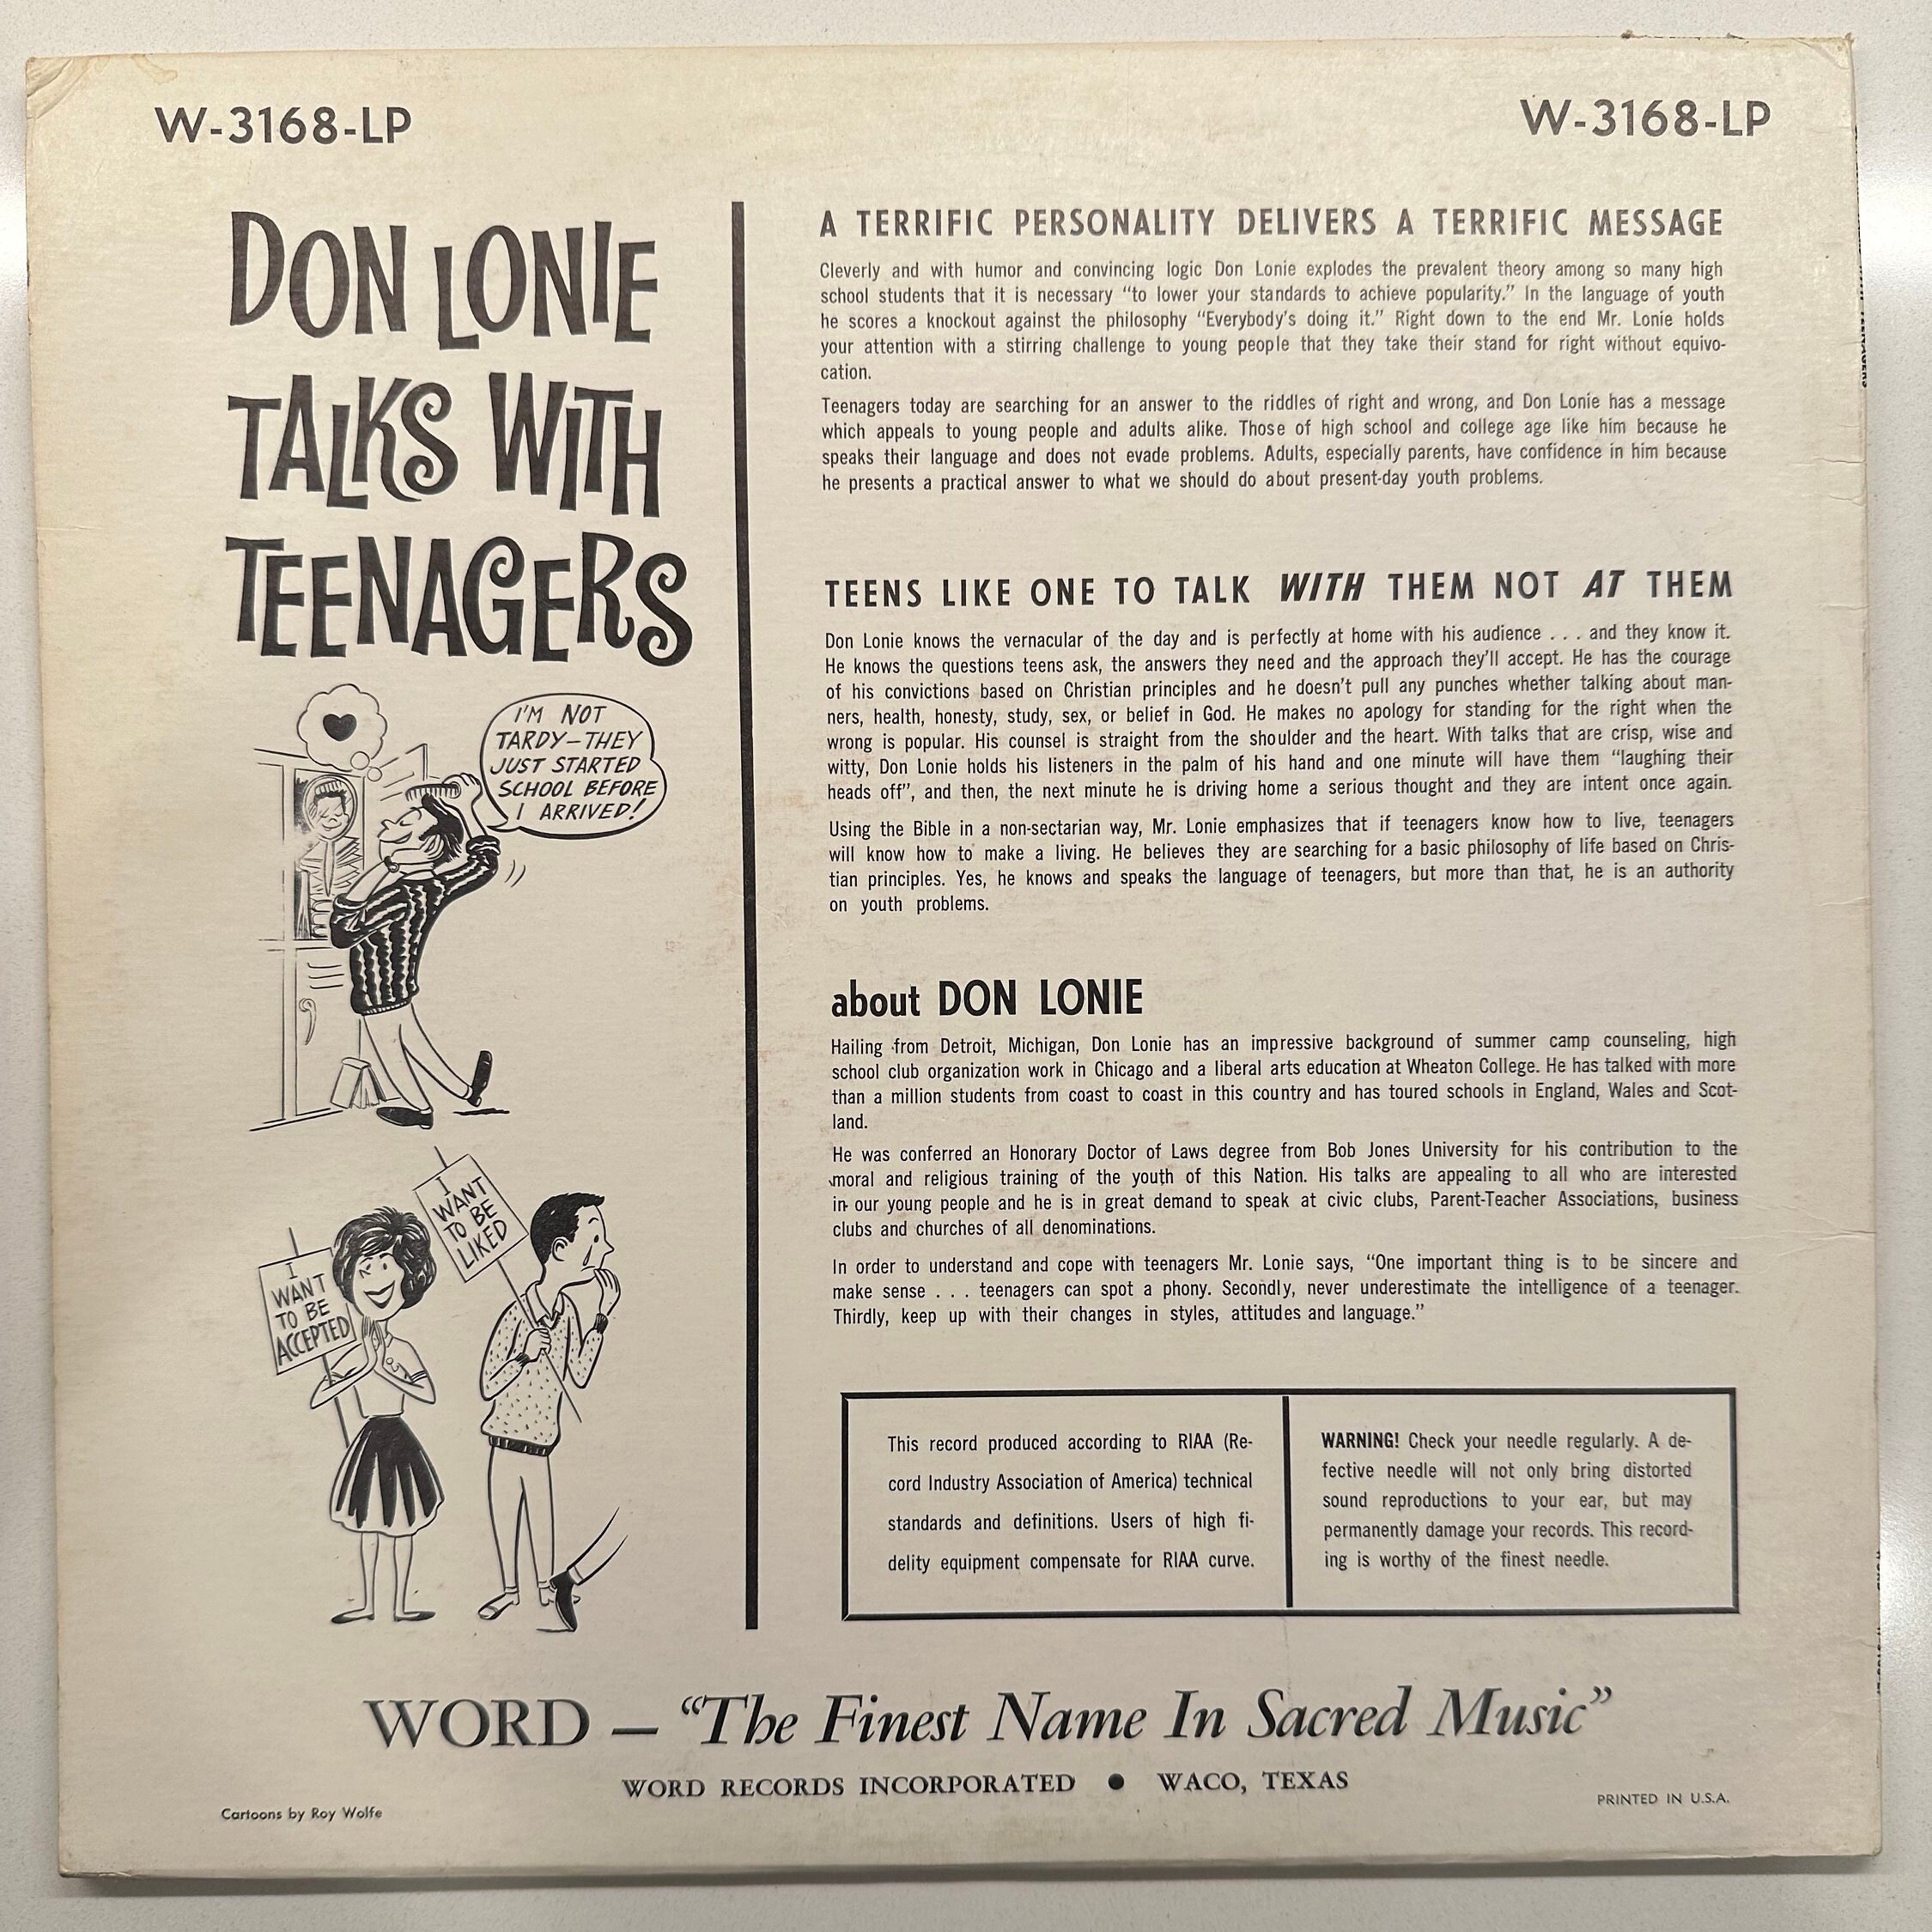 W-3168-LP
W-3168-LP
DON LONIE
TALKS WITH
TEENAGERS
I'M NOT
TARDY—THEY
JUST STARTED
SCHOOL BEFORE
I ARRIVED!
I
WANT
TO BE
LIKED
I
WANT
TO BE
ACCEPTED
A TERRIFIC PERSONALITY DELIVERS A TERRIFIC MESSAGE
Cleverly and with humor and convincing logic Don Lonie explodes the prevalent theory among so many high
school students that it is necessary “to lower your standards to achieve popularity.” In the language of youth
he scores a knockout against the philosophy “Everybody's doing it.” Right down to the end Mr. Lonie holds
your attention with a stirring challenge to young people that they take their stand for right without equivo-
cation.
Teenagers today are searching for an answer to the riddles of right and wrong, and Don Lonie has a message
which appeals to young people and adults alike. Those of high school and college age like him because he
speaks their language and does not evade problems. Adults, especially parents, have confidence in him because
he presents a practical answer to what we should do about present-day youth problems.
TEENS LIKE ONE TO TALK WITH THEM NOT AT THEM
Don Lonie knows the vernacular of the day and is perfectly at home with his audience . . . and they know it.
He knows the questions teens ask, the answers they need and the approach they'll accept. He has the courage
of his convictions based on Christian principles and he doesn't pull any punches whether talking about man-
ners, health, honesty, study, sex, or belief in God. He makes no apology for standing for the right when the
wrong is popular. His counsel is straight from the shoulder and the heart. With talks that are crisp, wise and
witty, Don Lonie holds his listeners in the palm of his hand and one minute will have them “laughing their
heads off”, and then, the next minute he is driving home a serious thought and they are intent once again.
Using the Bible in a non-sectarian way, Mr. Lonie emphasizes that if teenagers know how to live, teenagers
will know how to make a living. He believes they are searching for a basic philosophy of life based on Chris-
tian principles. Yes, he knows and speaks the language of teenagers, but more than that, he is an authority
on youth problems.
about DON LONIE
Hailing from Detroit, Michigan, Don Lonie has an impressive background of summer camp counseling, high
school club organization work in Chicago and a liberal arts education at Wheaton College. He has talked with more
than a million students from coast to coast in this country and has toured schools in England, Wales and Scot-
land.
He was conferred an Honorary Doctor of Laws degree from Bob Jones University for his contribution to the
moral and religious training of the youth of this Nation. His talks are appealing to all who are interested
in our young people and he is in great demand to speak at civic clubs, Parent-Teacher Associations, business
clubs and churches of all denominations.
In order to understand and cope with teenagers Mr. Lonie says, “One important thing is to be sincere and
make sense . . . teenagers can spot a phony. Secondly, never underestimate the intelligence of a teenager.
Thirdly, keep up with their changes in styles, attitudes and language.”
This record produced according to RIAA (Re-
cord Industry Association of America) technical
standards and definitions. Users of high fi-
delity equipment compensate for RIAA curve.
WARNING! Check your needle regularly. A de-
fective needle will not only bring distorted
sound reproductions to your ear, but may
permanently damage your records. This record-
ing is worthy of the finest needle.
WORD — “The Finest Name In Sacred Music”
WORD RECORDS INCORPORATED ● WACO, TEXAS
Cartoons by Roy Wolfe
PRINTED IN U.S.A.